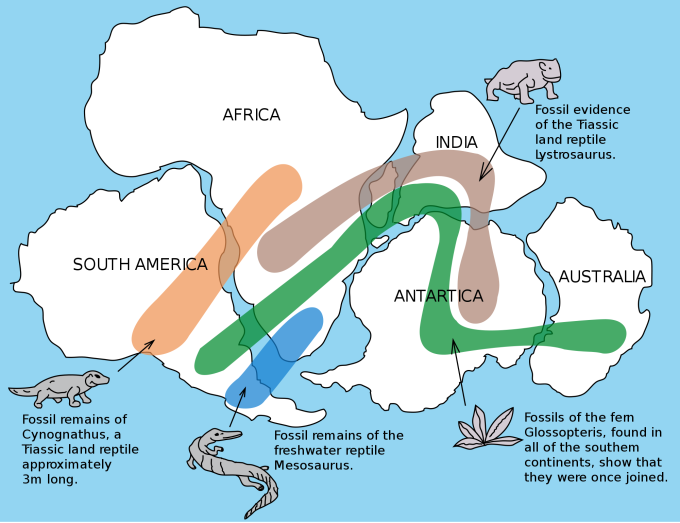 AFRICA
INDIA
Fossil evidence
of the Tiassic
land reptile
Lystrosaurus.
SOUTH AMERICA
ANTARTICA
AUSTRALIA
Fossil remains of
Cynognathus, a
Tiassic land reptile
approximately
3m long.
Fossil remains of the
freshwater reptile
Mesosaurus.
Fossils of the fern
Glossopteris, found in
all of the southem
continents, show that
they were once joined.